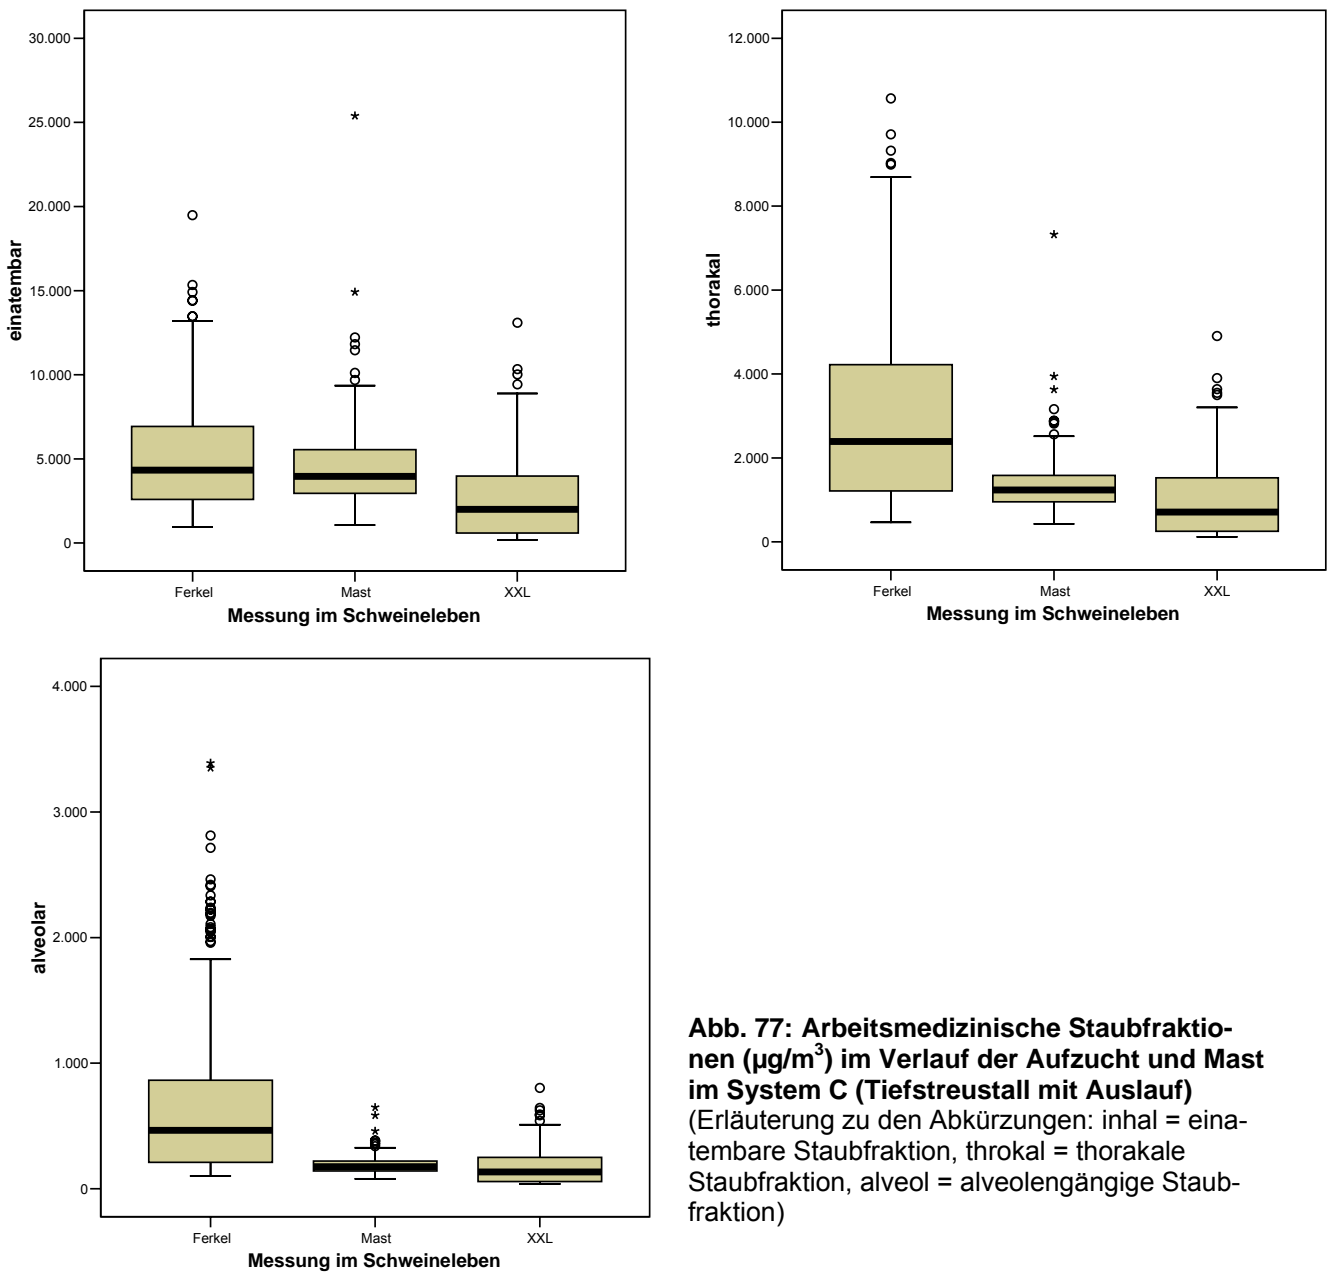 30.000
25.000
20.000
15.000
10.000
5.000
0
einatembar
Ferkel Mast XXL
Messung im Schweineleben
12.000
10.000
8.000
6.000
4.000
2.000
0
thorakal
Ferkel Mast XXL
Messung im Schweineleben
4.000
3.000
2.000
1.000
0
alveolar
Ferkel Mast XXL
Messung im Schweineleben
Abb. 77: Arbeitsmedizinische Staubfraktio-
nen (µg/m³) im Verlauf der Aufzucht und Mast
im System C (Tiefstreustall mit Auslauf)
(Erläuterung zu den Abkürzungen: inhal = eina-
tembare Staubfraktion, throkal = thorakale
Staubfraktion, alveol = alveolengängige Staub-
fraktion)